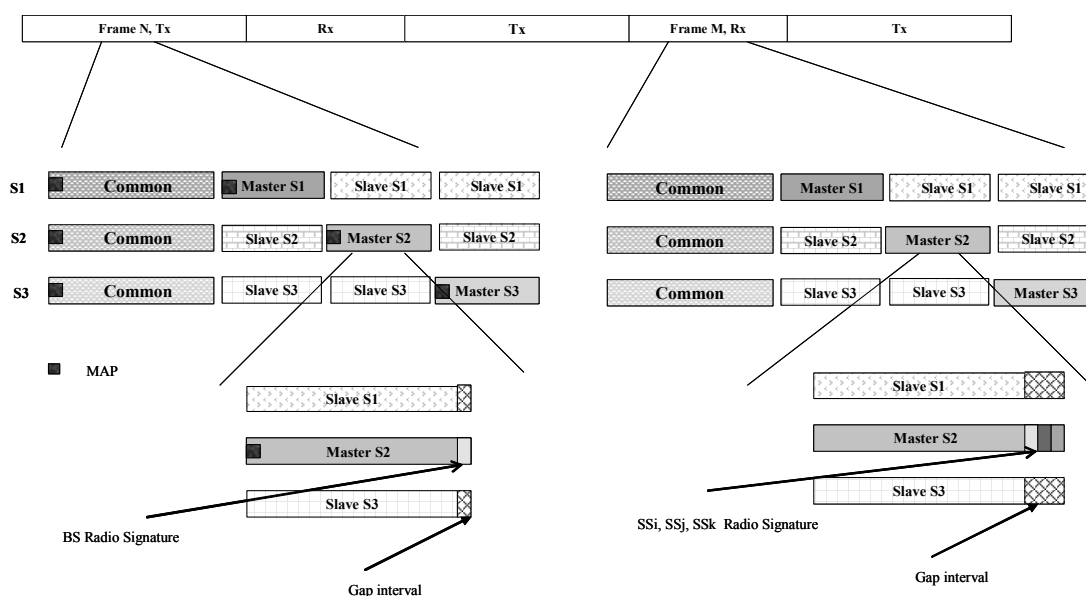 Frame N, Tx Rx Tx Frame M, Rx Tx
S1 Common Master S1 Slave S1 Slave S1 Common Master S1 Slave S1 Slave S1
S2 Common Slave S2 Master S2 Slave S2 Common Slave S2 Master S2 Slave S2
S3 Common Slave S3 Slave S3 Master S3 Common Slave S3 Slave S3 Master S3
MAP
Slave S1 Slave S1
Master S2 Master S2
Slave S3 Slave S3
BS Radio Signature SSi, SSj, SSk Radio Signature
Gap interval Gap interval